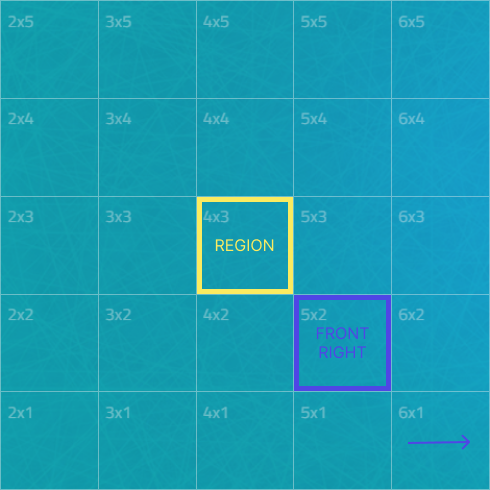 2x5 3x5 4x5 5x5 6x5
2x4 3x4 4x4 5x4 6x4
2x3 3x3 4x3 5x3 6x3
REGION
2x2 3x2 4x2 5x2 6x2
FRONT
RIGHT
2x1 3x1 4x1 5x1 6x1